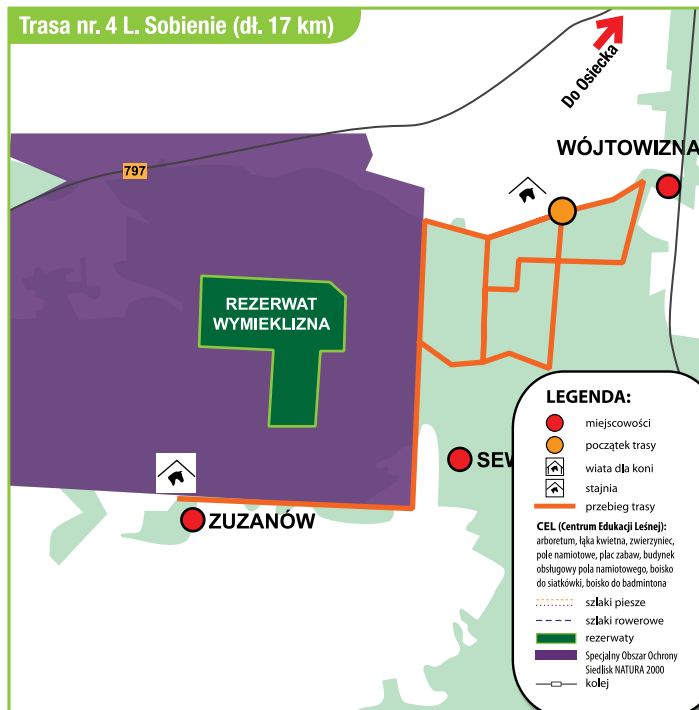 Trasa nr. 4 L. Sobienie (dł. 17 km)
Do Osiecka
WÓJTOWIZNA
797
REZERWAT
WYMIEKLIZNA
ZUZANÓW
LEGENDA:
miejscowości
początek trasy
wiata dla koni
stajnia
przebieg trasy
CEL (Centrum Edukacji Leśnej):
arboretum, łąka kwietna, zwierzyniec,
pole namiotowe, plac zabaw, budynek
obsługowy pola namiotowego, boisko
do siatkówki, boisko do badmintona
szlaki piesze
szlaki rowerowe
rezerwaty
Specjalny Obszar Ochrony
Siedlisk NATURA 2000
kolej